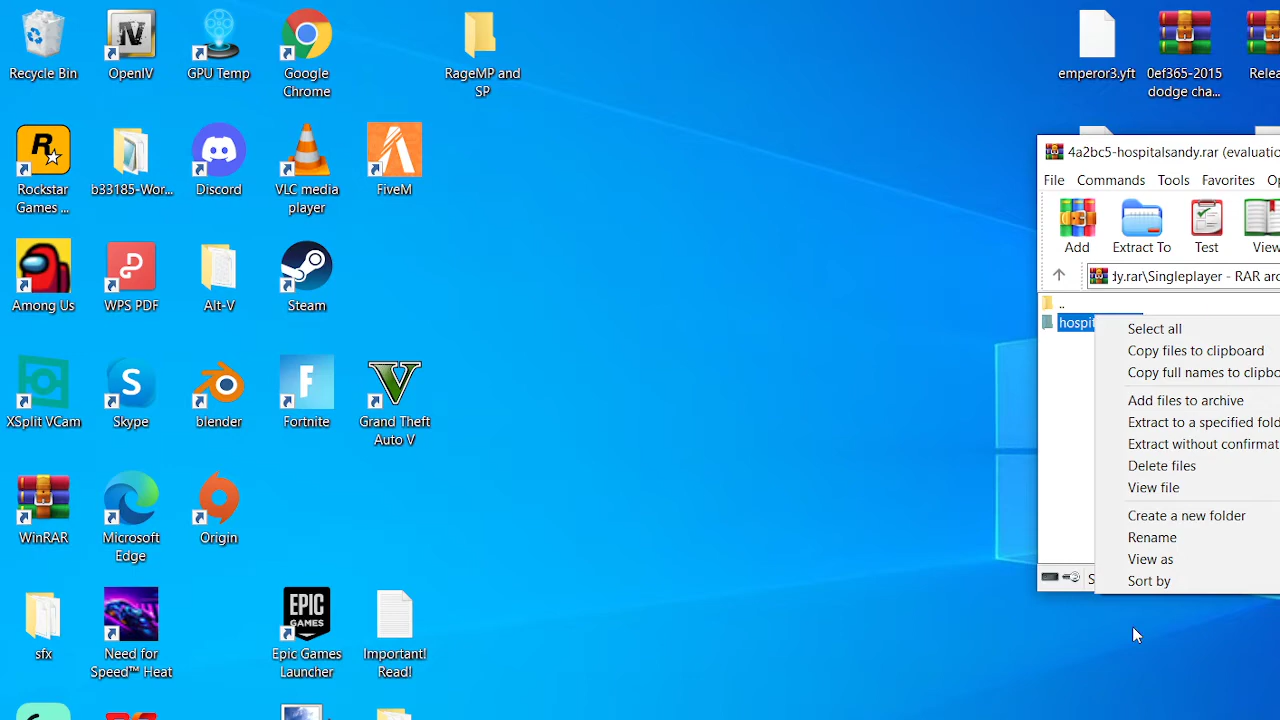 Recycle Bin
OpenIV
GPU Temp
Google
Chrome
RageMP and
SP
emperor3.yft
0ef365-2015
dodge cha...
Relea
Rockstar
Games ...
b33185-Wor...
Discord
VLC media
player
FiveM
Among Us
WPS PDF
Alt-V
Steam
XSplit VCam
Skype
blender
Fortnite
Grand Theft
Auto V
WinRAR
Microsoft
Edge
Origin
sfx
Need for
Speed™ Heat
EPIC
GAMES
Epic Games
Launcher
Important!
Read!
4a2bc5-hospitalsandy.rar (evaluatio
File Commands Tools Favorites Op
Add Extract To Test View
dy.rar\Singleplayer - RAR arc
..
hospit
Select all
Copy files to clipboard
Copy full names to clipbo
Add files to archive
Extract to a specified fold
Extract without confirmat
Delete files
View file
Create a new folder
Rename
View as
Sort by
S